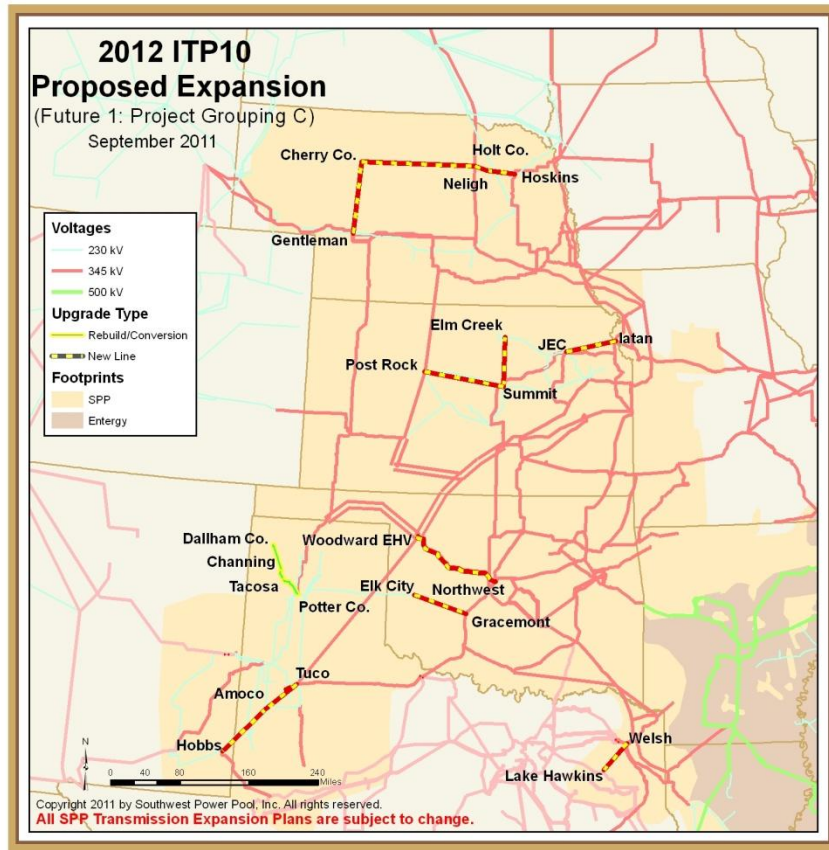 2012 ITP10
Proposed Expansion
(Future 1: Project Grouping C)
September 2011
Cherry Co.
Holt Co.
Neligh
Hoskins
Gentleman
Voltages
230 kV
345 kV
500 kV
Upgrade Type
Rebuild/Conversion
New Line
Footprints
SPP
Entergy
Elm Creek
JEC
Iatan
Post Rock
Summit
Dallham Co.
Channing
Tacosa
Potter Co.
Woodward EHV
Elk City
Northwest
Gracemont
Tuco
Amoco
Hobbs
Welsh
Lake Hawkins
N
0 40 80 160 240
Miles
Copyright 2011 by Southwest Power Pool, Inc. All rights reserved.
All SPP Transmission Expansion Plans are subject to change.